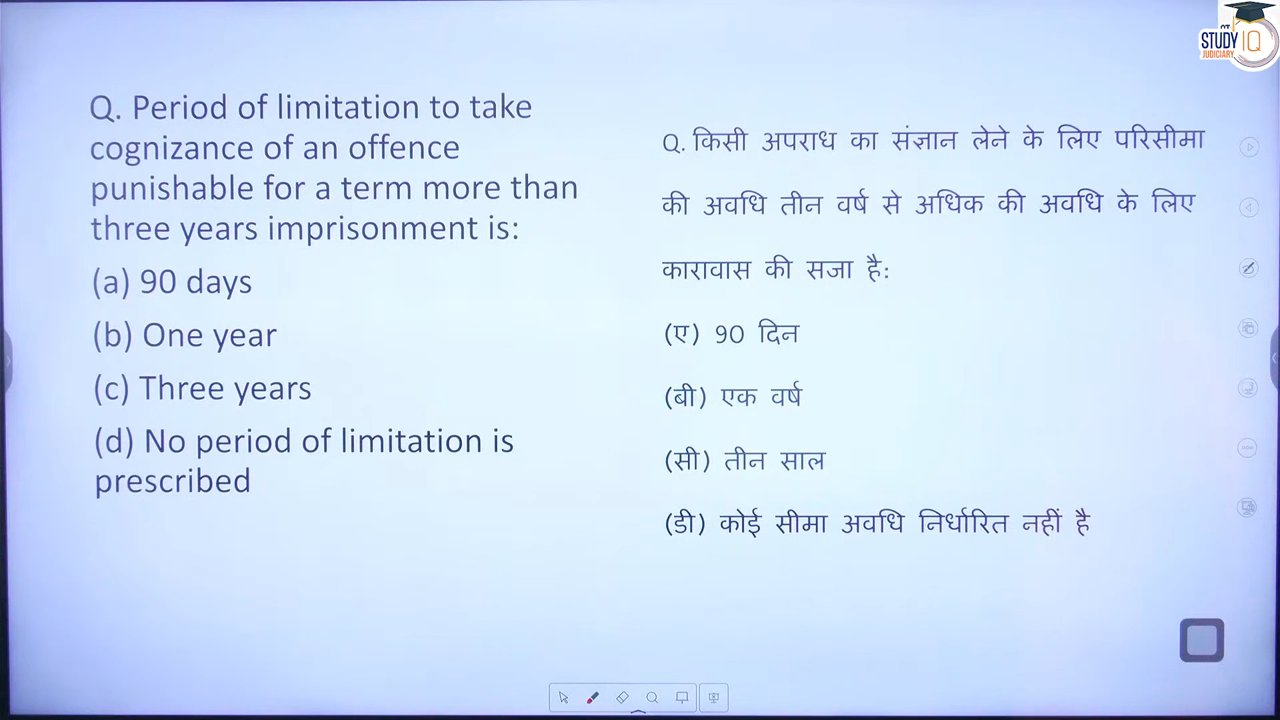 OT
STUDY IQ
JUDICIARY
Q. Period of limitation to take
cognizance of an offence
punishable for a term more than
three years imprisonment is:
(a) 90 days
(b) One year
(c) Three years
(d) No period of limitation is
prescribed
Q. किसी अपराध का संज्ञान लेने के लिए परिसीमा
की अवधि तीन वर्ष से अधिक की अवधि के लिए
कारावास की सजा है:
(ए) 90 दिन
(बी) एक वर्ष
(सी) तीन साल
(डी) कोई सीमा अवधि निर्धारित नहीं है